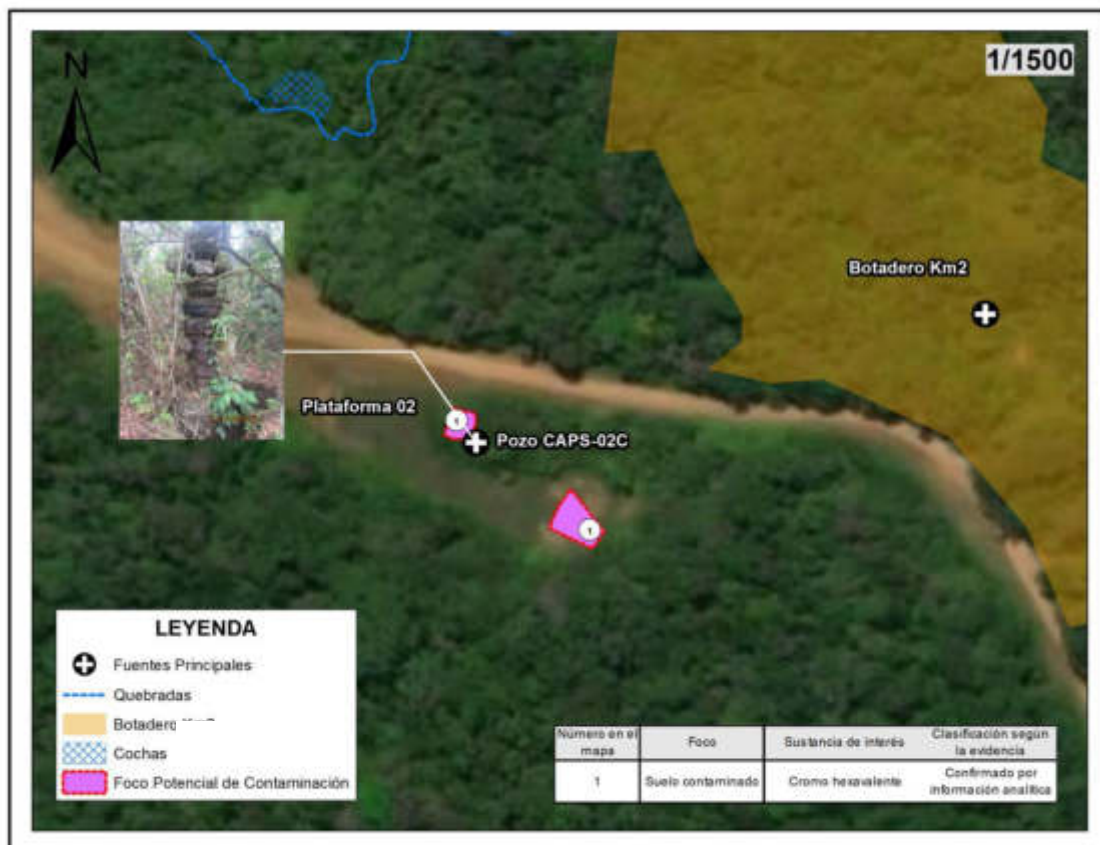 N
1/1500
Botadero Km2
Plataforma 02
Pozo CAPS-02C
1
1
LEYENDA
Fuentes Principales
Quebradas
Botadero
Cochas
Foco Potencial de Contaminación
Número en el mapa Foco Sustancia de interés Clasificación según la evidencia
1 Suelo contaminado Cromo hexavalente Confirmado por información analítica